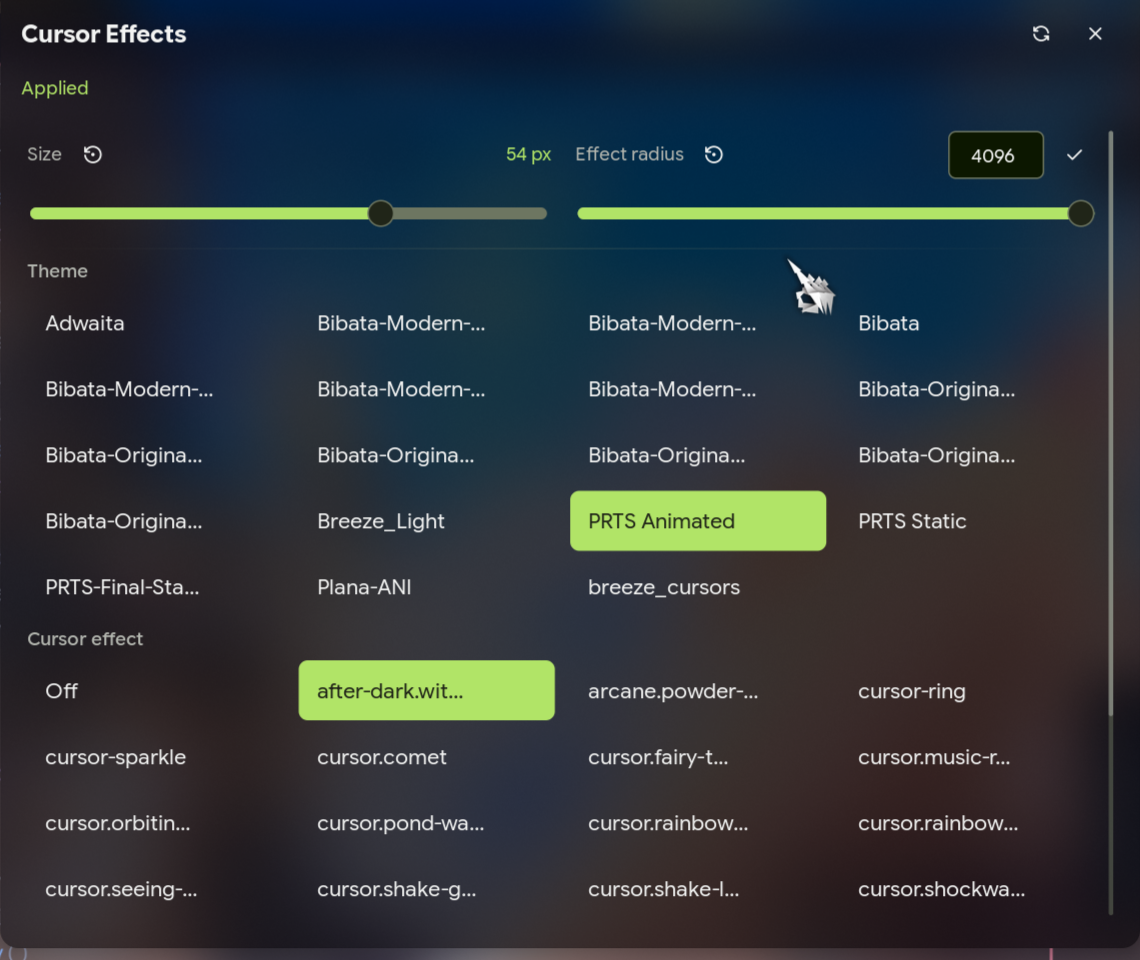 Cursor Effects
Applied
Size 54 px Effect radius 4096
Theme
Adwaita Bibata-Modern-... Bibata-Modern-... Bibata
Bibata-Modern-... Bibata-Modern-... Bibata-Modern-... Bibata-Origina...
Bibata-Origina... Bibata-Origina... Bibata-Origina... Bibata-Origina...
Bibata-Origina... Breeze_Light PRTS Animated PRTS Static
PRTS-Final-Sta... Plana-ANI breeze_cursors
Cursor effect
Off after-dark.wit... arcane.powder-... cursor-ring
cursor-sparkle cursor.comet cursor.fairy-t... cursor.music-r...
cursor.orbitin... cursor.pond-wa... cursor.rainbow... cursor.rainbow...
cursor.seeing-... cursor.shake-g... cursor.shake-l... cursor.shockwa...